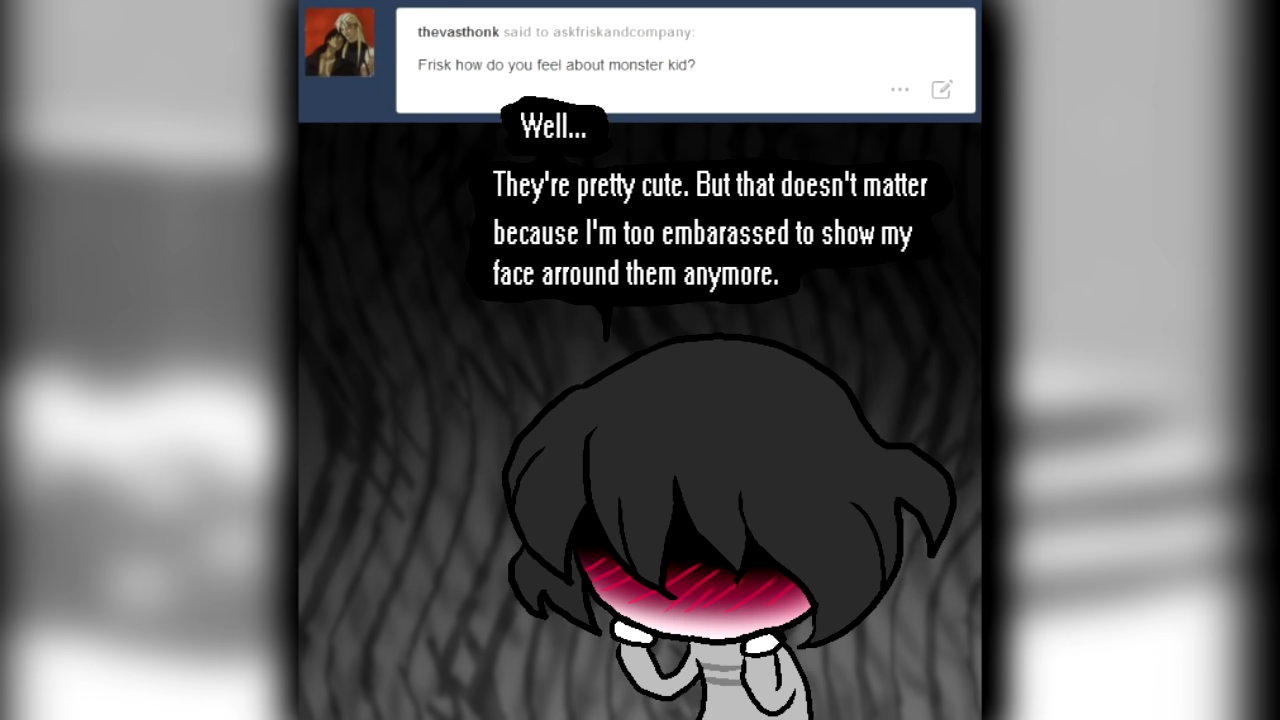 thevasthonk said to askfriskandcompany:
Frisk how do you feel about monster kid?
Well...
They're pretty cute. But that doesn't matter
because I'm too embarassed to show my
face arround them anymore.